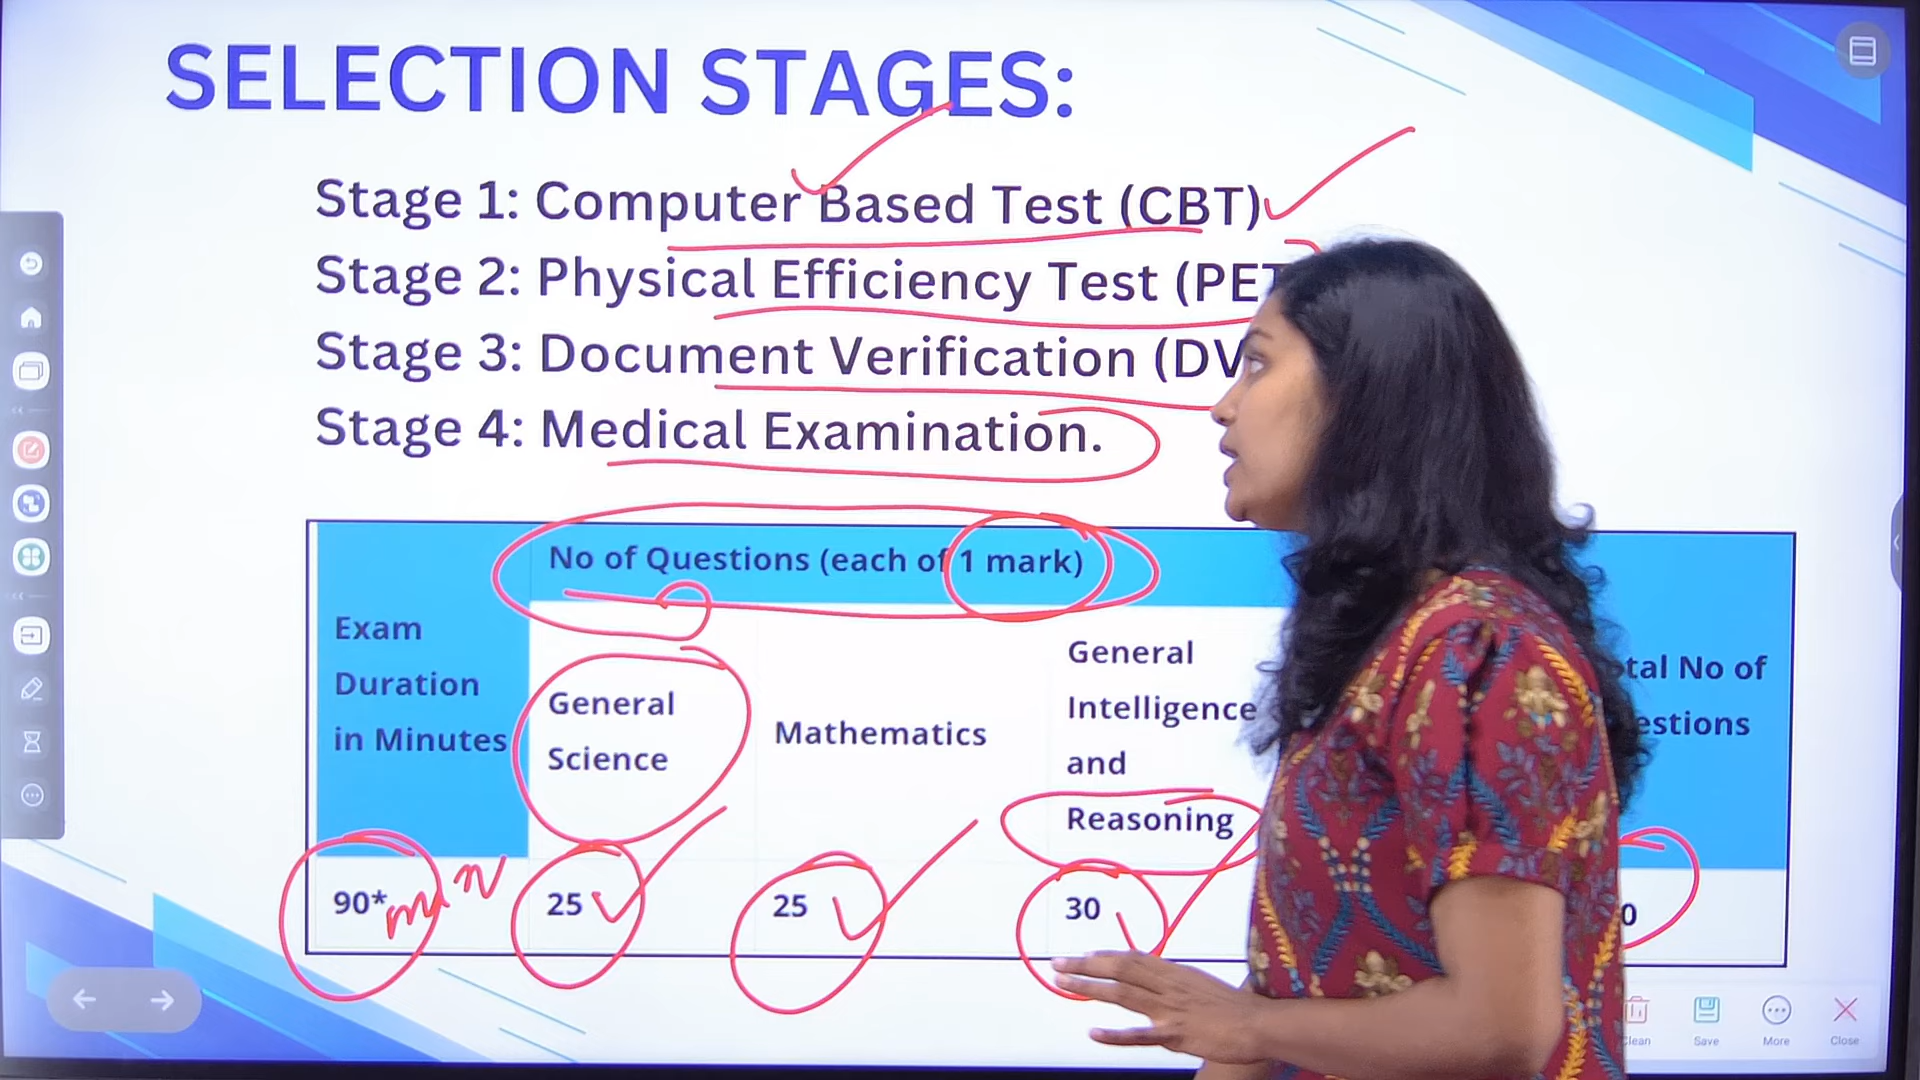 SELECTION STAGES:
Stage 1: Computer Based Test (CBT)
Stage 2: Physical Efficiency Test (PET
Stage 3: Document Verification (DV
Stage 4: Medical Examination.
No of Questions (each of 1 mark)
Exam
Duration
in Minutes
General
Science
Mathematics
General
Intelligence
and
Reasoning
tal No of
estions
90* min
25
25
30
0
Clean
Save
More
Close